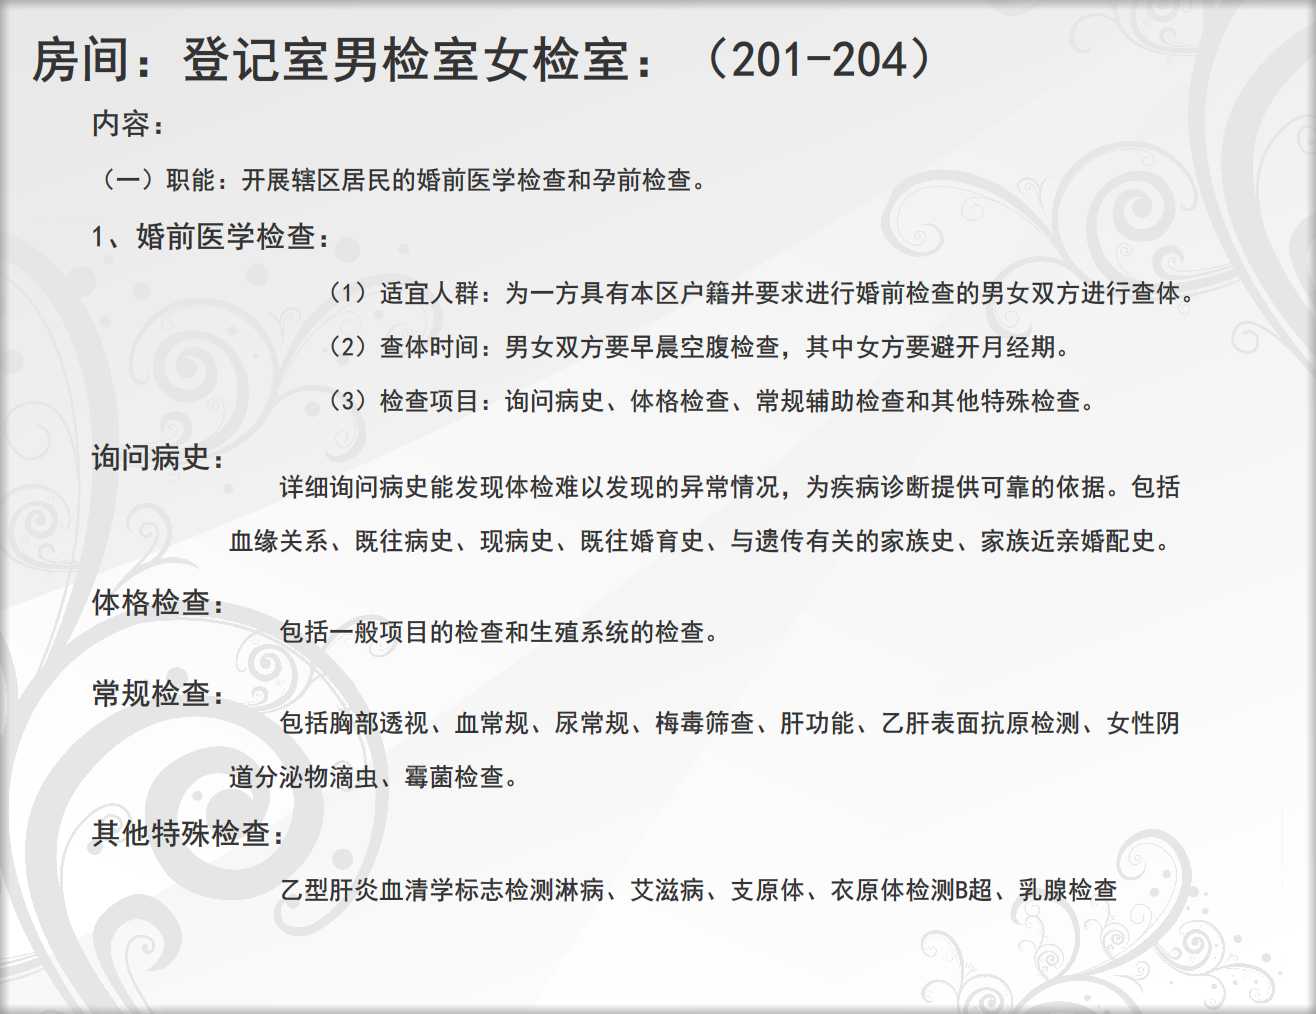 房间：登记室男检室女检室：（201-204）
内容：
（一）职能：开展辖区居民的婚前医学检查和孕前检查。
1、婚前医学检查：
（1）适宜人群：为一方具有本区户籍并要求进行婚前检查的男女双方进行查体。
（2）查体时间：男女双方要早晨空腹检查，其中女方要避开月经期。
（3）检查项目：询问病史、体格检查、常规辅助检查和其他特殊检查。
询问病史：
详细询问病史能发现体检难以发现的异常情况，为疾病诊断提供可靠的依据。包括
血缘关系、既往病史、现病史、既往婚育史、与遗传有关的家族史、家族近亲婚配史。
体格检查：
包括一般项目的检查和生殖系统的检查。
常规检查：
包括胸部透视、血常规、尿常规、梅毒筛查、肝功能、乙肝表面抗原检测、女性阴
道分泌物滴虫、霉菌检查。
其他特殊检查：
乙型肝炎血清学标志检测淋病、艾滋病、支原体、衣原体检测B超、乳腺检查